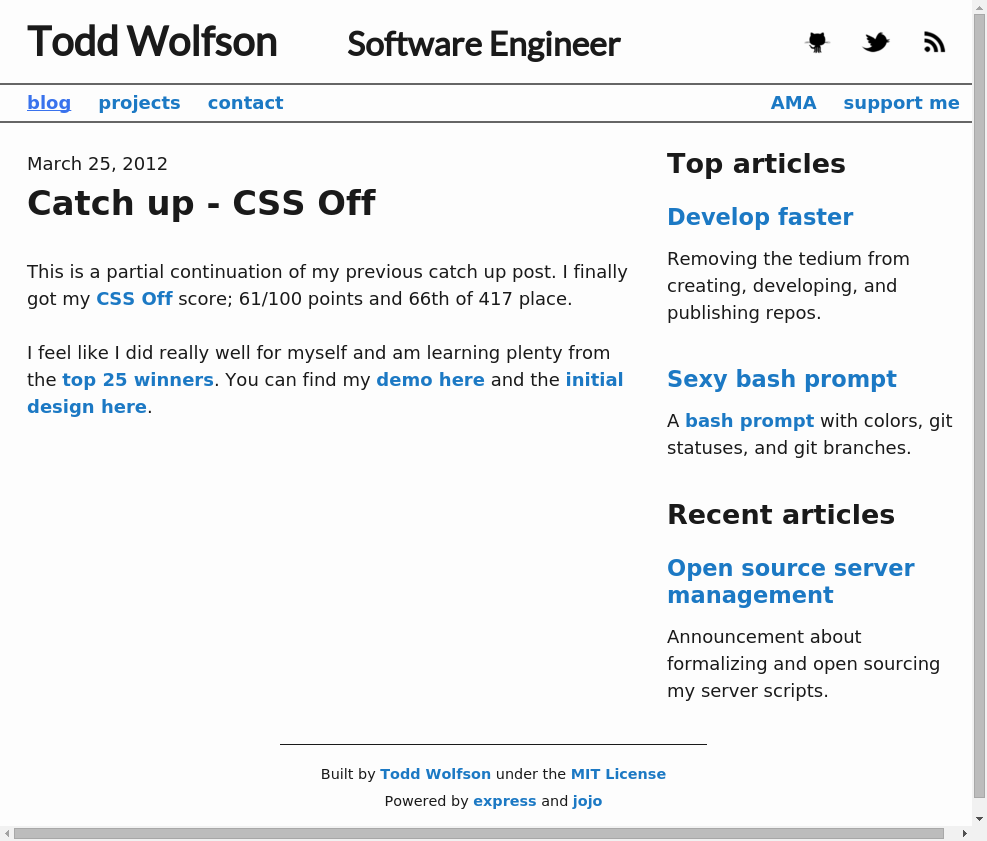 Todd Wolfson
Software Engineer
blog projects contact
AMA support me
March 25, 2012
Catch up - CSS Off
This is a partial continuation of my previous catch up post. I finally
got my CSS Off score; 61/100 points and 66th of 417 place.
I feel like I did really well for myself and am learning plenty from
the top 25 winners. You can find my demo here and the initial
design here.
Top articles
Develop faster
Removing the tedium from
creating, developing, and
publishing repos.
Sexy bash prompt
A bash prompt with colors, git
statuses, and git branches.
Recent articles
Open source server
management
Announcement about
formalizing and open sourcing
my server scripts.
Built by Todd Wolfson under the MIT License
Powered by express and jojo